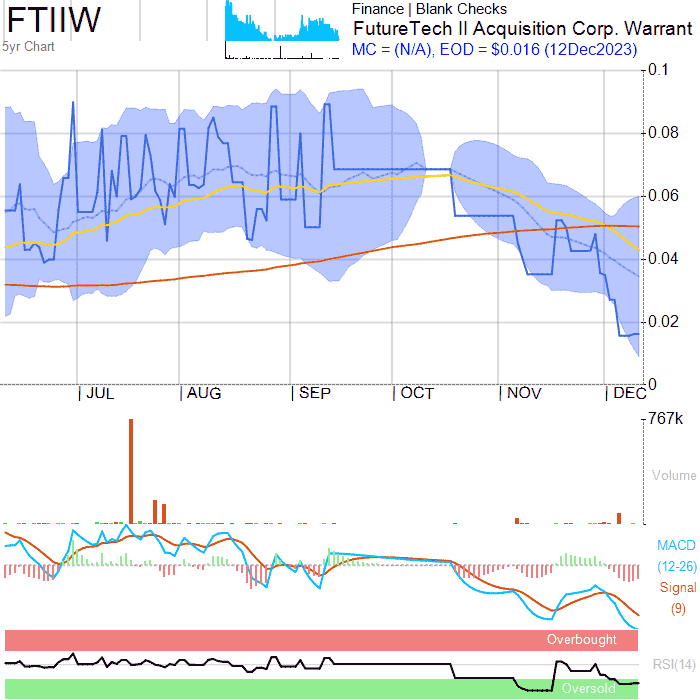 FTIIW
5yr Chart
Finance | Blank Checks
FutureTech II Acquisition Corp. Warrant
MC = (N/A), EOD = $0.016 (12Dec2023)
0.1
0.08
0.06
0.04
0.02
0
JUL
AUG
SEP
OCT
NOV
DEC
767k
Volume
MACD
(12-26)
Signal
(9)
Overbought
RSI(14)
Oversold